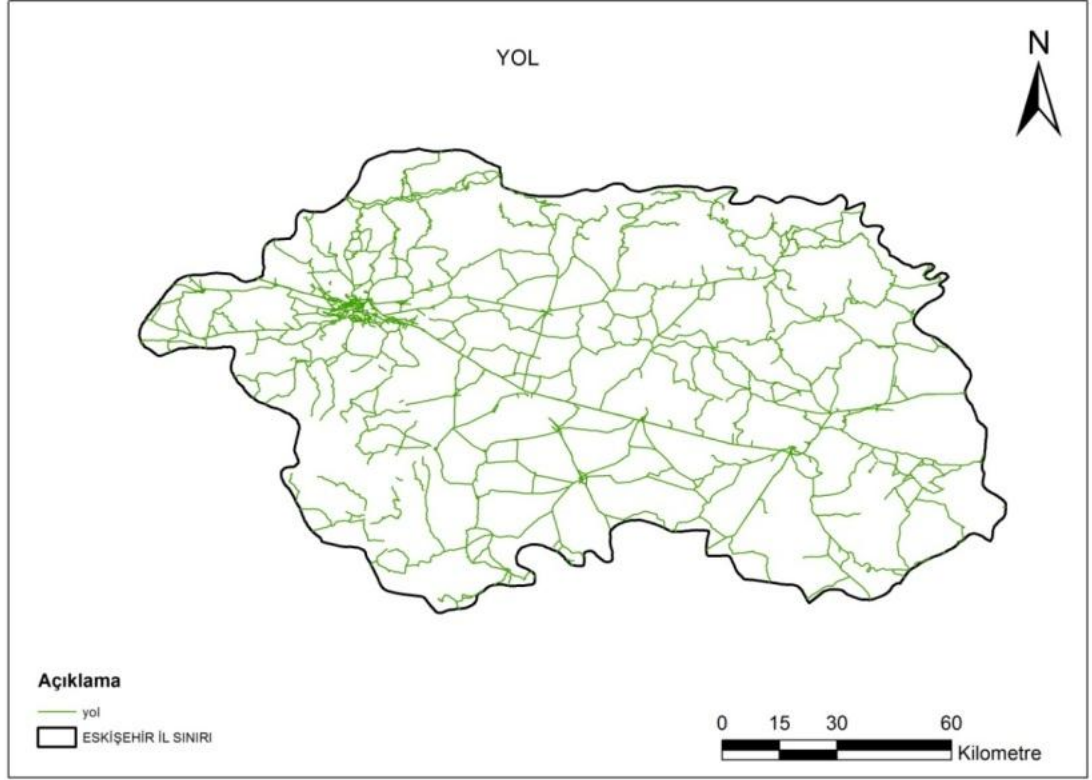 YOL
N
Açıklama
yol
ESKİŞEHİR İL SINIRI
0 15 30 60
Kilometre